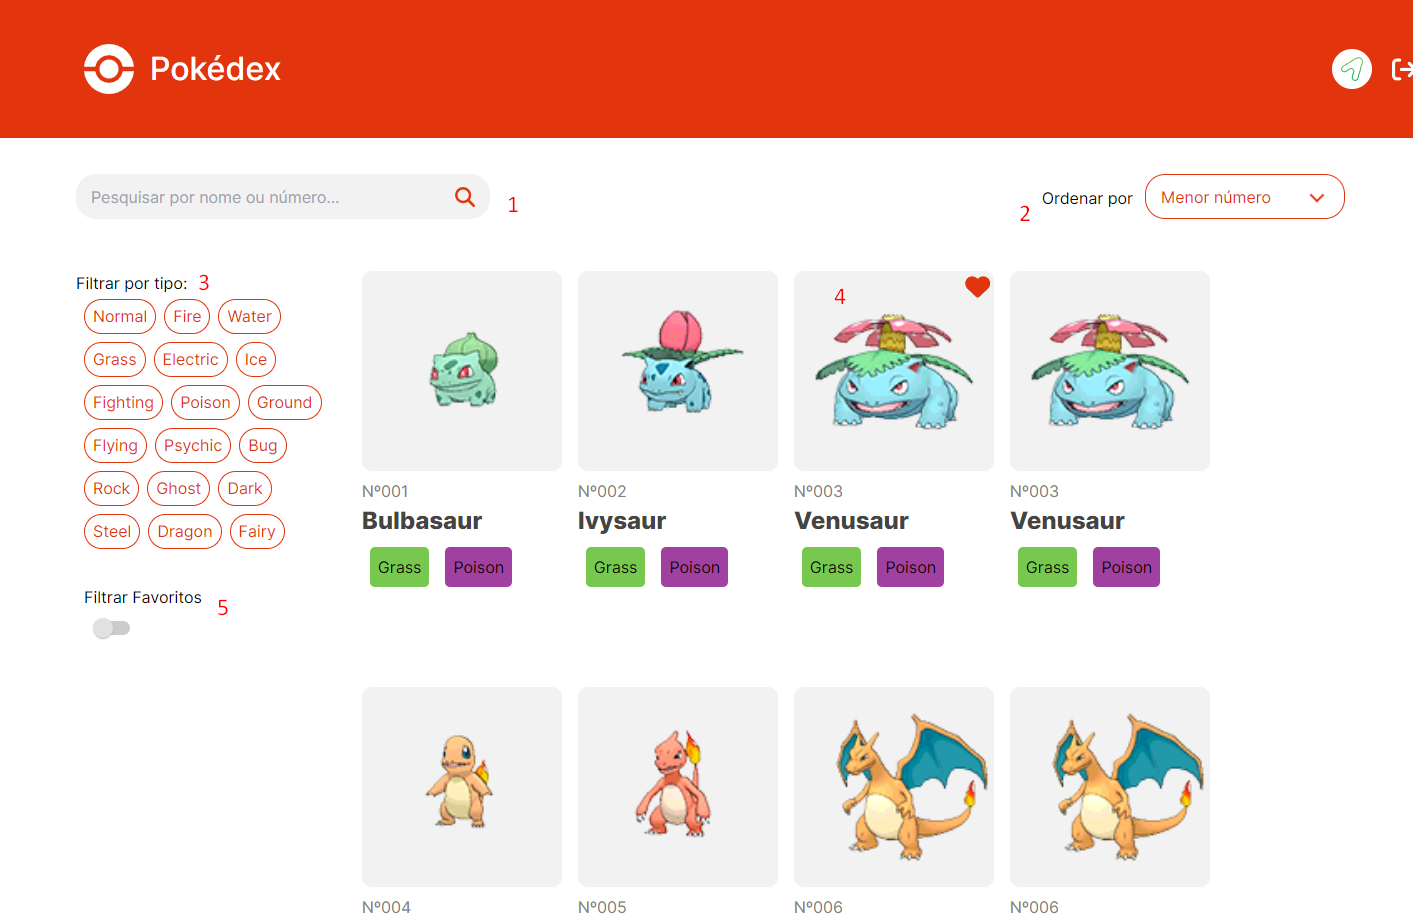 Pokédex
Pesquisar por nome ou número...
1
2
Ordenar por
Menor número
Filtrar por tipo:
3
Normal Fire Water
Grass Electric Ice
Fighting Poison Ground
Flying Psychic Bug
Rock Ghost Dark
Steel Dragon Fairy
Filtrar Favoritos
5
4
Nº001 Nº002 Nº003 Nº003
Bulbasaur Ivysaur Venusaur Venusaur
Grass Poison Grass Poison Grass Poison Grass Poison
Nº004 Nº005 Nº006 Nº006